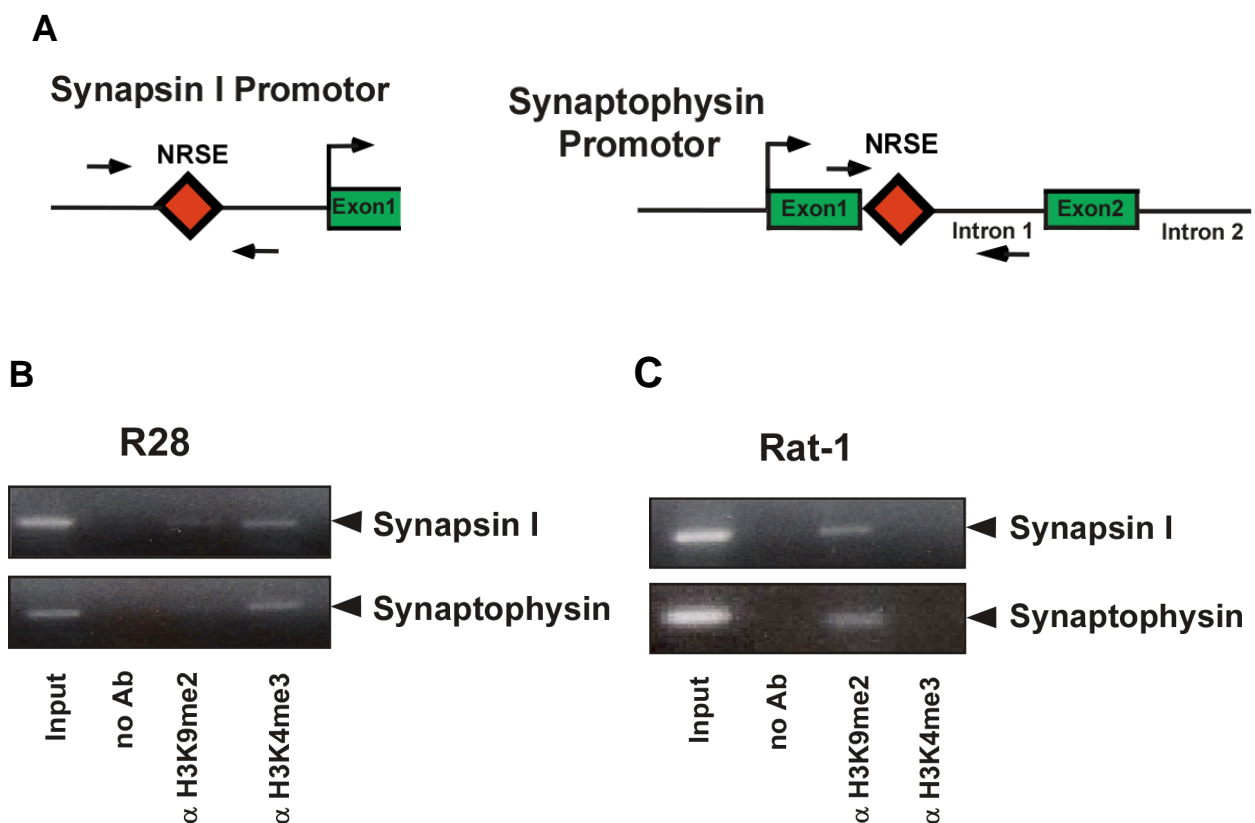 A
Synapsin I Promotor
NRSE
Exon1
Synaptophysin
Promotor
NRSE
Exon1
Intron 1
Exon2
Intron 2
B
R28
Synapsin I
Synaptophysin
Input
no Ab
α H3K9me2
α H3K4me3
C
Rat-1
Synapsin I
Synaptophysin
Input
no Ab
α H3K9me2
α H3K4me3